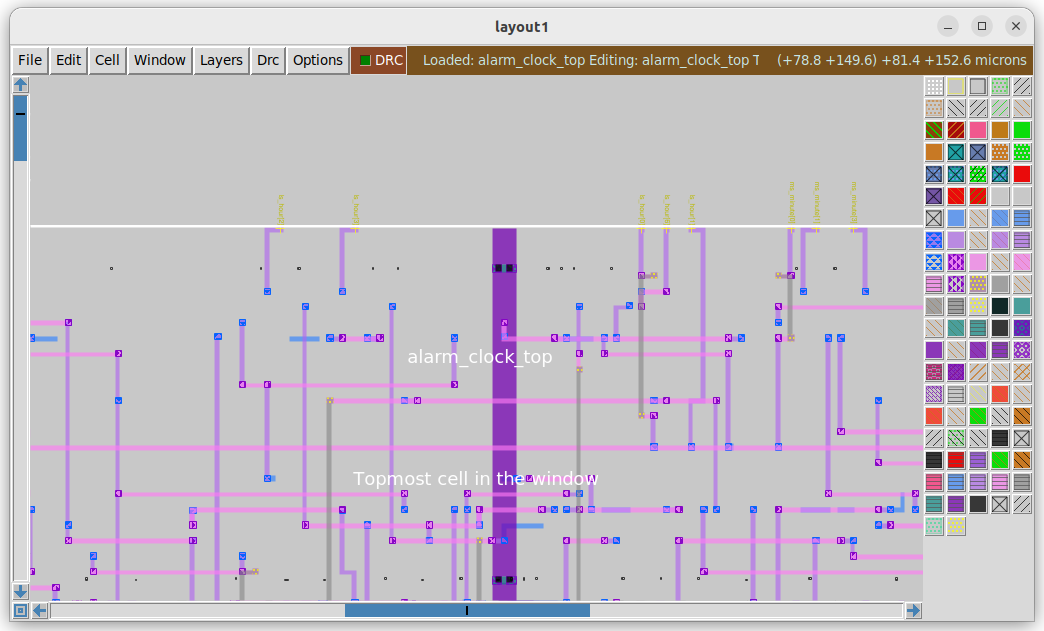 layout1
File Edit Cell Window Layers Drc Options DRC Loaded: alarm_clock_top Editing: alarm_clock_top T (+78.8 +149.6) +81.4 +152.6 microns
alarm_clock_top
Topmost cell in the window